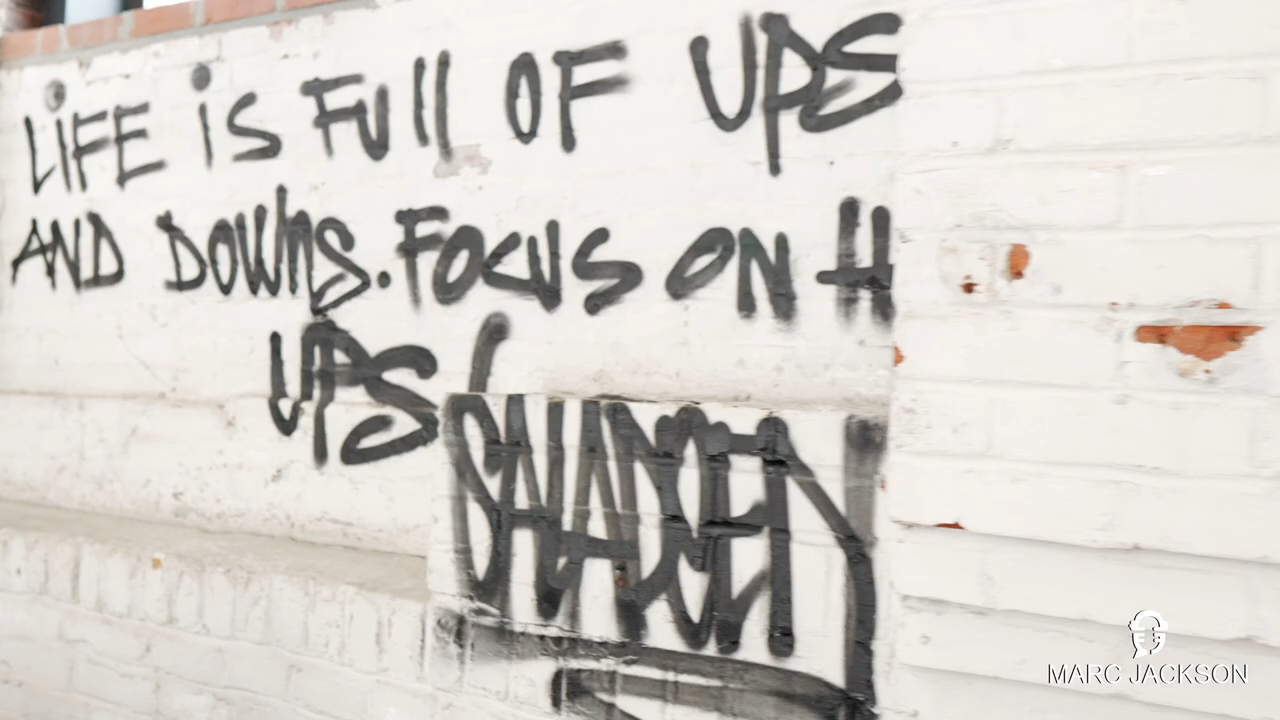 LiFE iS FUll OF UPS
AND DOWnS. FOCUS ON
UPS
MARC JACKSON